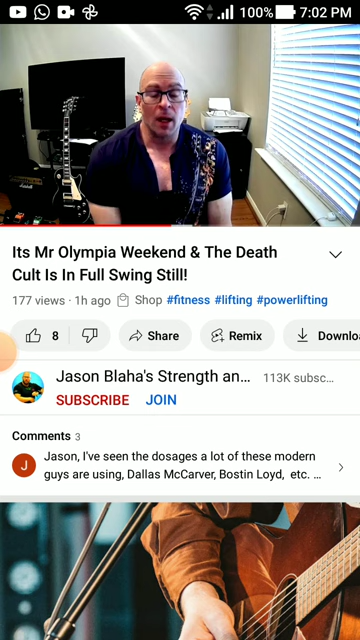 100% 7:02 PM
Its Mr Olympia Weekend & The Death
Cult Is In Full Swing Still!
177 views · 1h ago Shop #fitness #lifting #powerlifting
8 Share Remix Downlo
Jason Blaha's Strength an... 113K subsc...
SUBSCRIBE JOIN
Comments 3
J Jason, I've seen the dosages a lot of these modern
guys are using, Dallas McCarver, Bostin Loyd, etc. ...